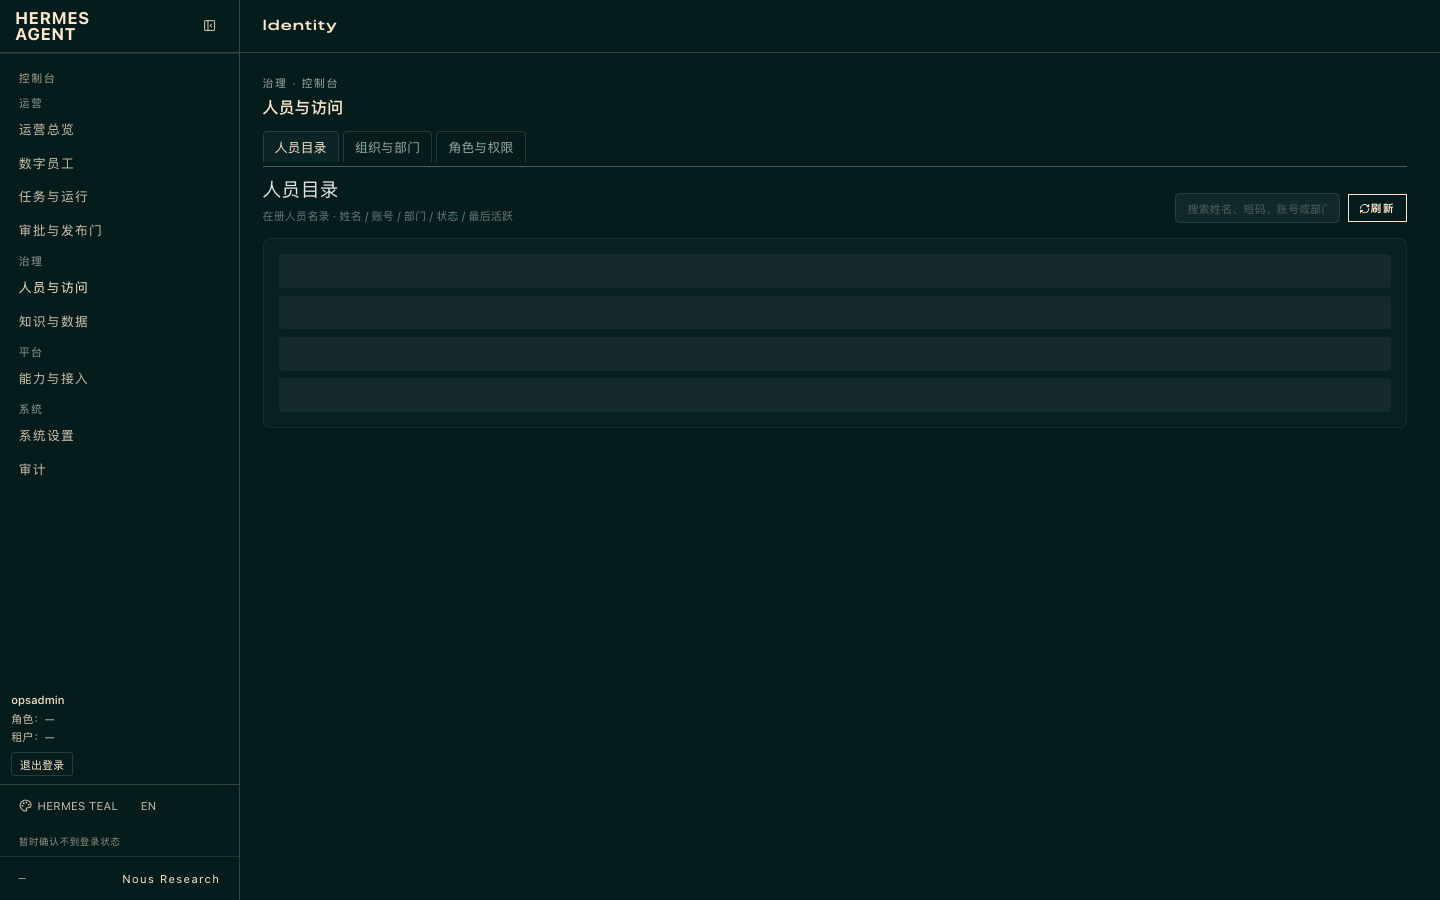 HERMES
AGENT
控制台
运营
运营总览
数字员工
任务与运行
审批与发布门
治理
人员与访问
知识与数据
平台
能力与接入
系统
系统设置
审计
opsadmin
角色: —
租户: —
退出登录
HERMES TEAL EN
暂时确认不到登录状态
— Nous Research
Identity
治理 · 控制台
人员与访问
人员目录 组织与部门 角色与权限
人员目录
在册人员名录 · 姓名 / 账号 / 部门 / 状态 / 最后活跃
搜索姓名、短码、账号或部门
刷新